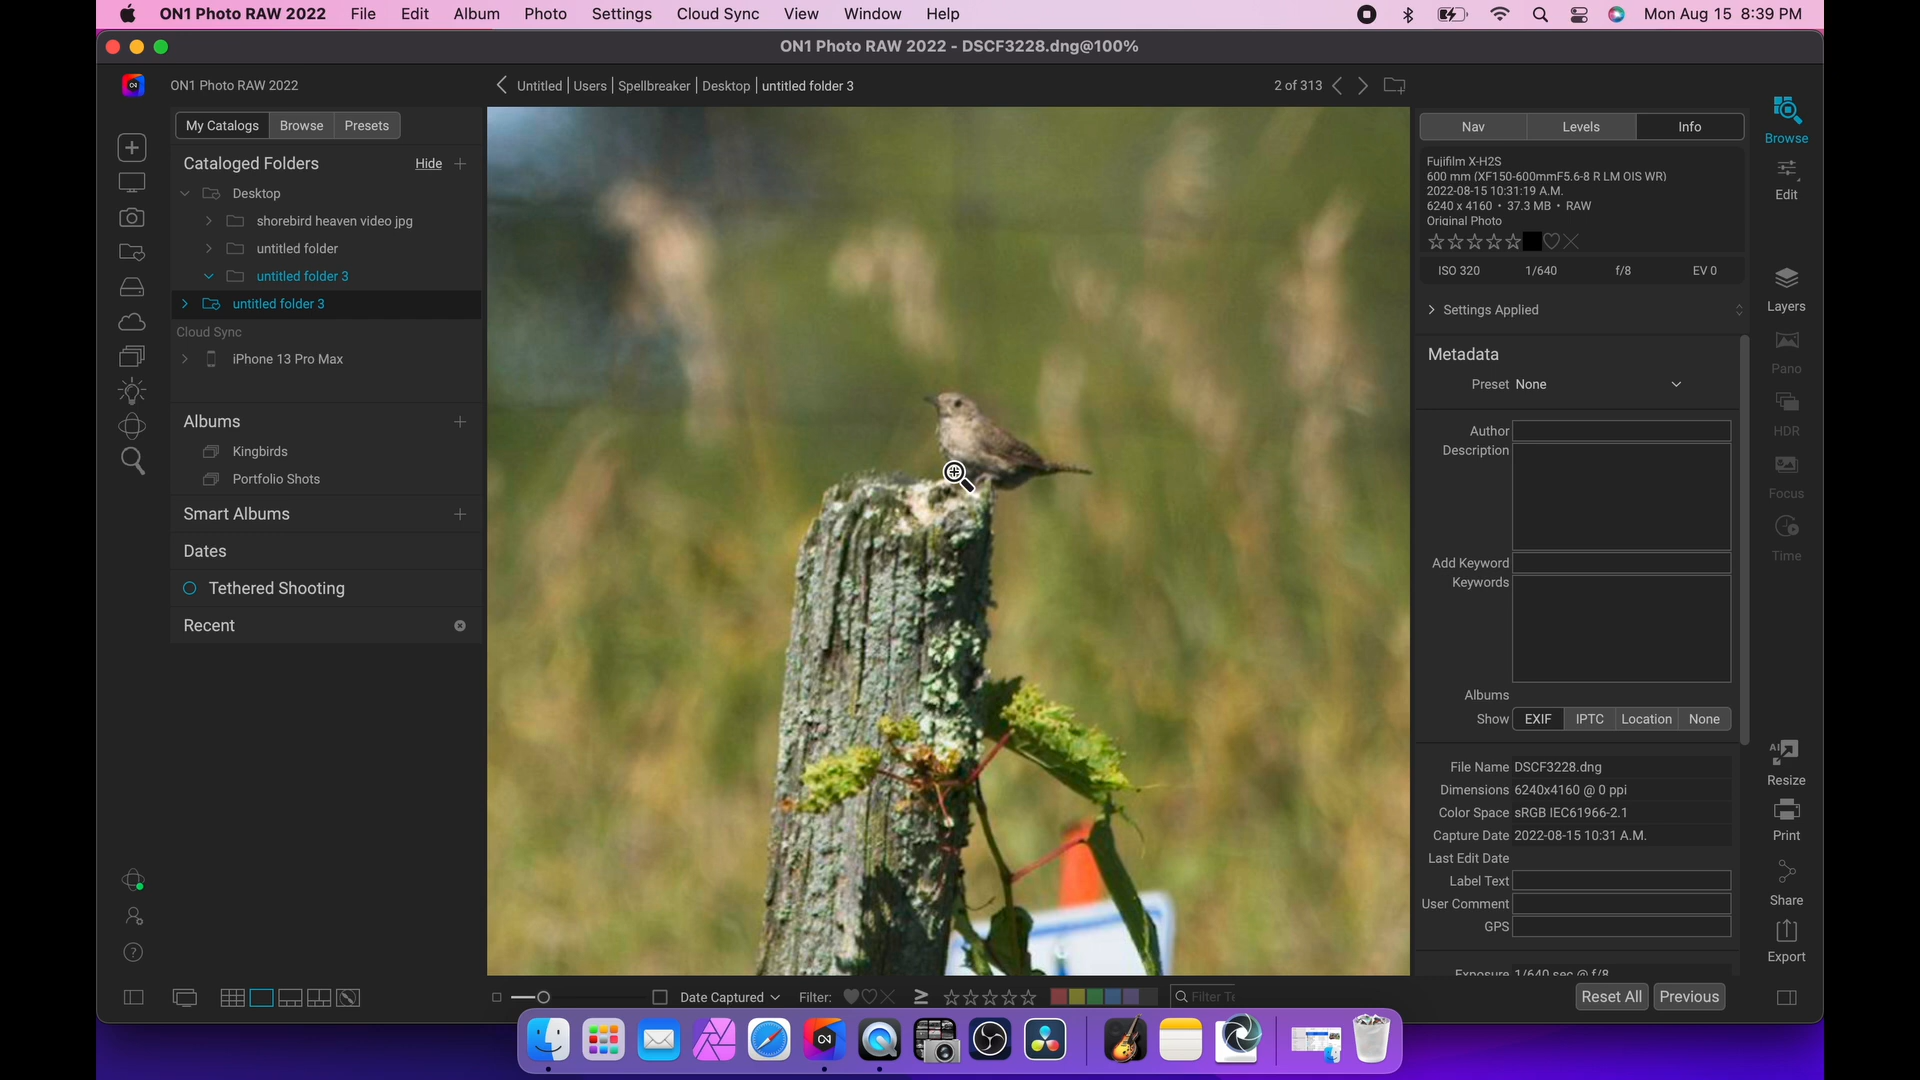 ON1 Photo RAW 2022 File Edit Album Photo Settings Cloud Sync View Window Help Mon Aug 15 8:39 PM
ON1 Photo RAW 2022 - DSCF3228.dng@100%
ON1 Photo RAW 2022
Untitled | Users | Spellbreaker | Desktop | untitled folder 3
2 of 313
My Catalogs Browse Presets
Cataloged Folders Hide
Desktop
shorebird heaven video jpg
untitled folder
untitled folder 3
untitled folder 3
Cloud Sync
iPhone 13 Pro Max
Albums
Kingbirds
Portfolio Shots
Smart Albums
Dates
Tethered Shooting
Recent
Nav Levels Info
Fujifilm X-H2S
600 mm (XF150-600mmF5.6-8 R LM OIS WR)
2022-08-15 10:31:19 A.M.
6240 x 4160 • 37.3 MB • RAW
Original Photo
ISO 320 1/640 f/8 EV 0
Settings Applied
Metadata
Preset None
Author
Description
Add Keyword
Keywords
Albums
Show EXIF IPTC Location None
File Name DSCF3228.dng
Dimensions 6240x4160 @ 0 ppi
Color Space sRGB IEC61966-2.1
Capture Date 2022-08-15 10:31 A.M.
Last Edit Date
Label Text
User Comment
GPS
Exposure 1/640 sec @ f/8
Browse
Edit
Layers
Pano
HDR
Focus
Time
AI
Resize
Print
Share
Export
Date Captured Filter: Filter Te
Reset All Previous